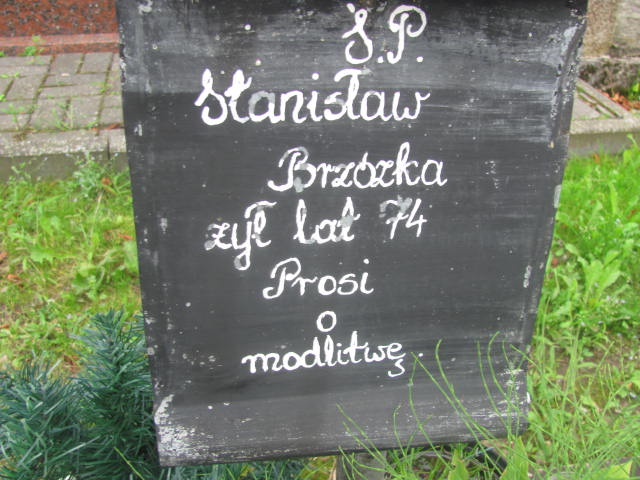 Ś.P.
Stanisław
Brzózka
żył lat 74
Prosi
o
modlitwę.